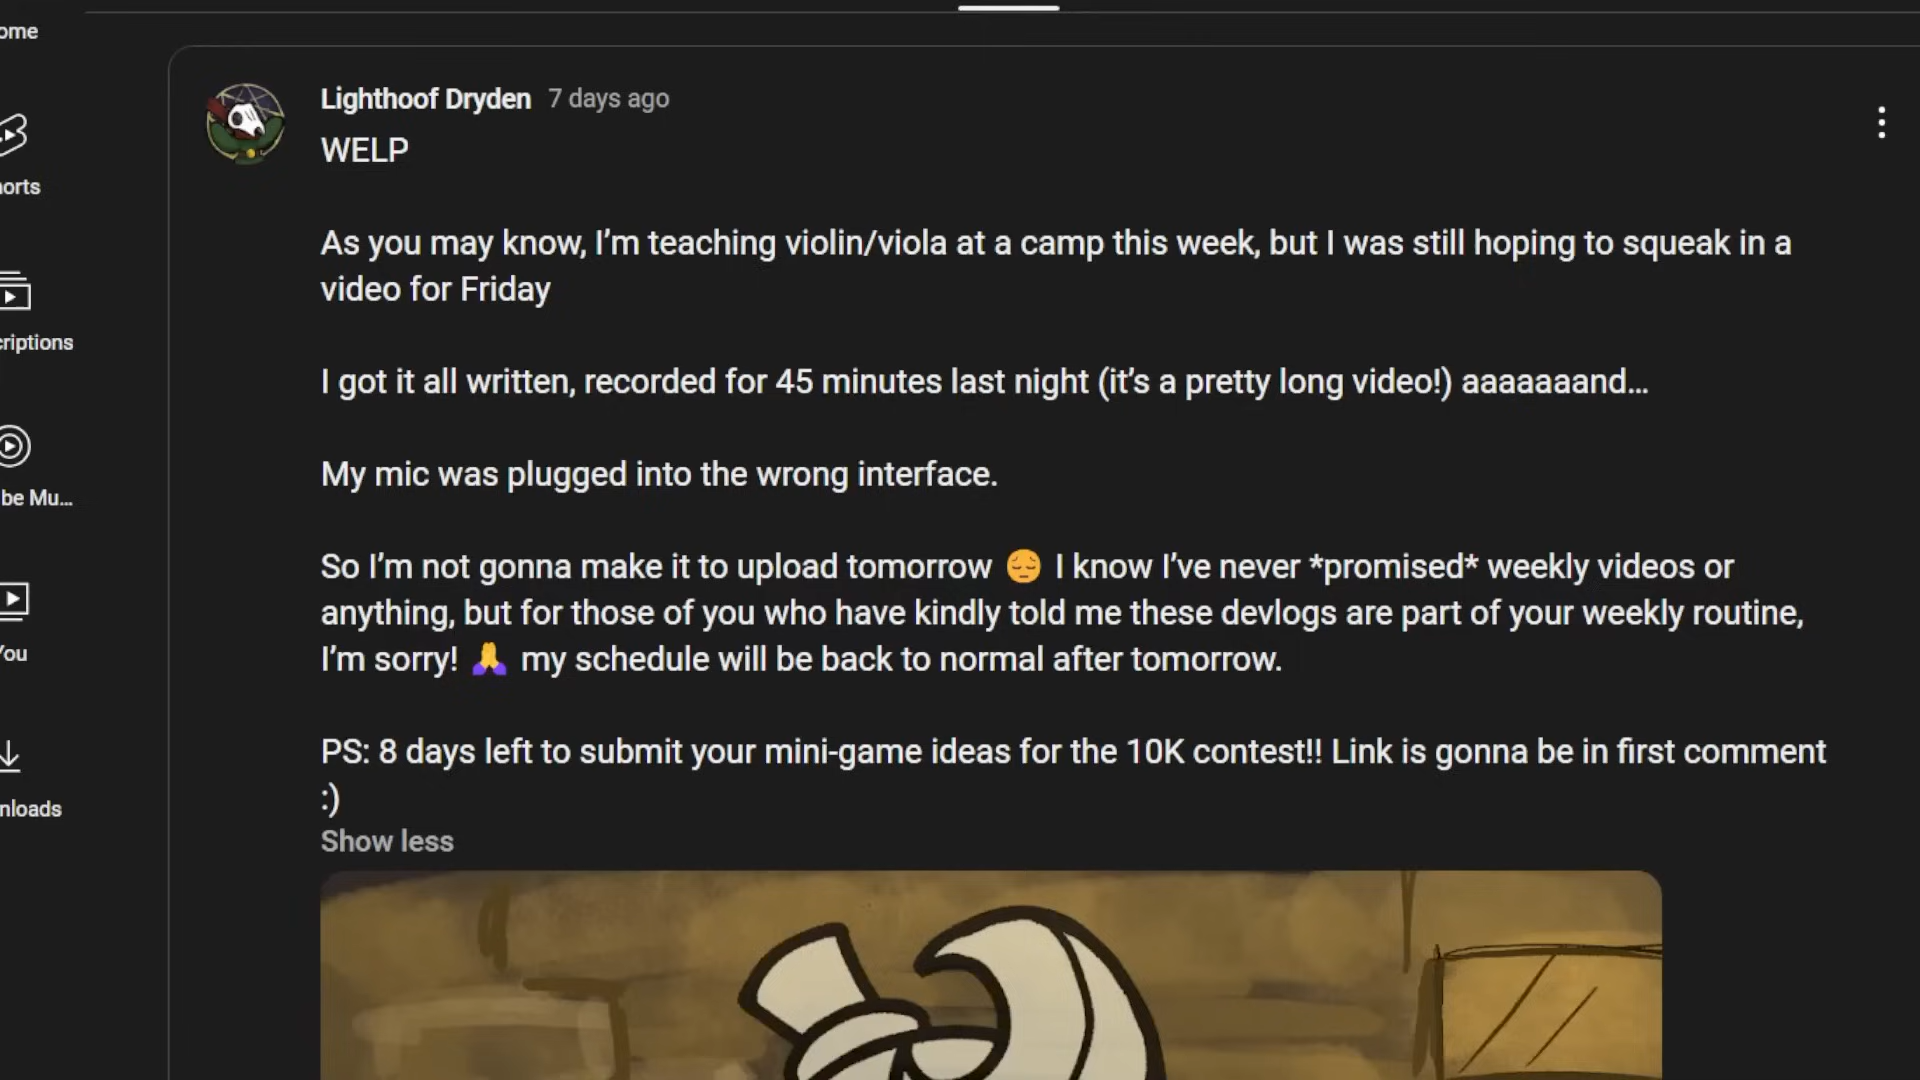 ome
Lighthoof Dryden 7 days ago
WELP
horts
As you may know, I’m teaching violin/viola at a camp this week, but I was still hoping to squeak in a
video for Friday
criptions
I got it all written, recorded for 45 minutes last night (it’s a pretty long video!) aaaaaaand…
My mic was plugged into the wrong interface.
be Mu...
So I’m not gonna make it to upload tomorrow 😔 I know I’ve never *promised* weekly videos or
anything, but for those of you who have kindly told me these devlogs are part of your weekly routine,
I’m sorry! 🙏 my schedule will be back to normal after tomorrow.
You
PS: 8 days left to submit your mini-game ideas for the 10K contest!! Link is gonna be in first comment
:)
nloads
Show less